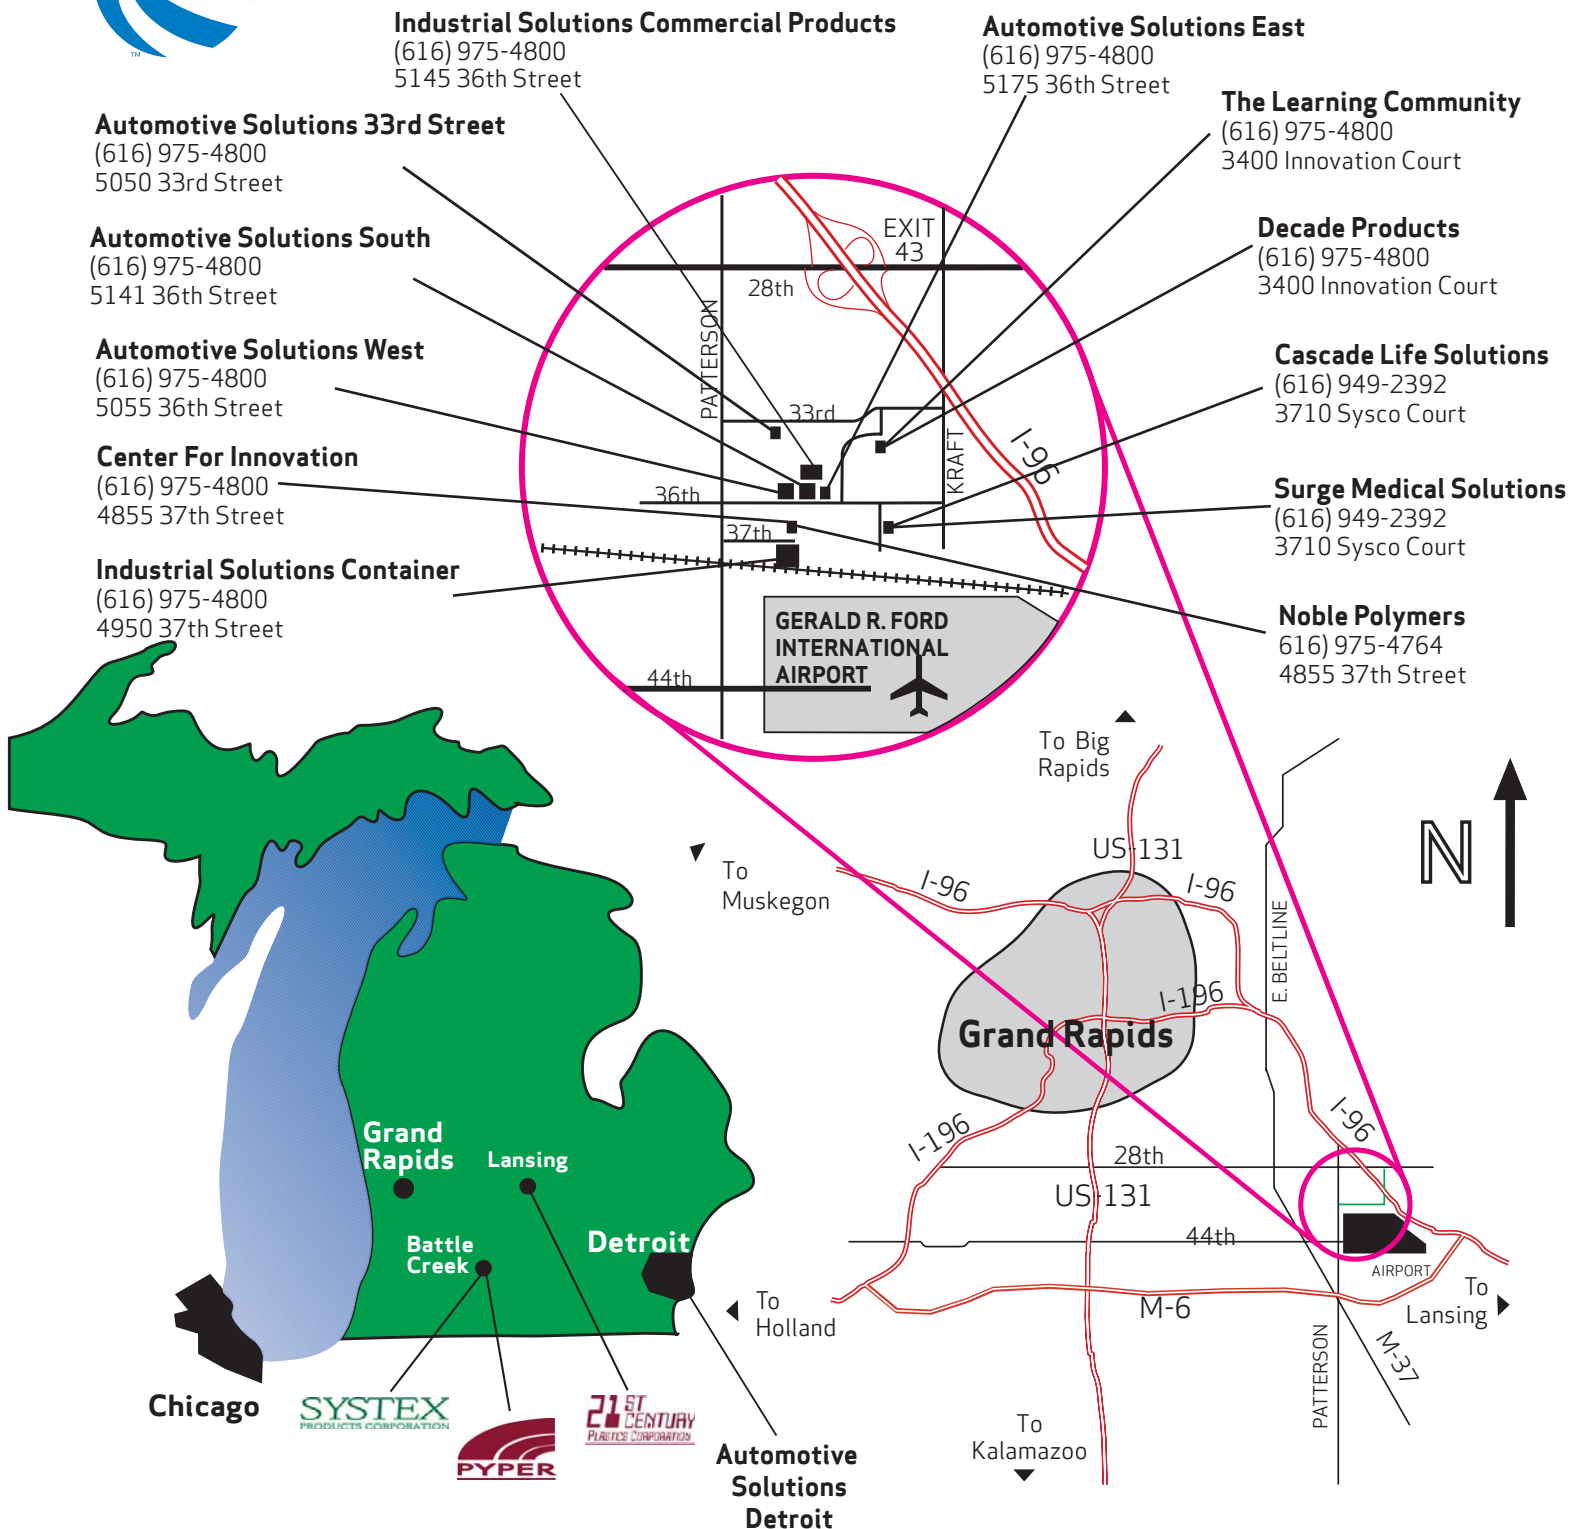 ™
Industrial Solutions Commercial Products
(616) 975-4800
5145 36th Street
Automotive Solutions East
(616) 975-4800
5175 36th Street
The Learning Community
(616) 975-4800
3400 Innovation Court
Automotive Solutions 33rd Street
(616) 975-4800
5050 33rd Street
Decade Products
(616) 975-4800
3400 Innovation Court
Automotive Solutions South
(616) 975-4800
5141 36th Street
Cascade Life Solutions
(616) 949-2392
3710 Sysco Court
Automotive Solutions West
(616) 975-4800
5055 36th Street
Center For Innovation
(616) 975-4800
4855 37th Street
Surge Medical Solutions
(616) 949-2392
3710 Sysco Court
Industrial Solutions Container
(616) 975-4800
4950 37th Street
Noble Polymers
616) 975-4764
4855 37th Street
EXIT
43
28th
PATTERSON
33rd
KRAFT
I-96
36th
37th
GERALD R. FORD
INTERNATIONAL
AIRPORT
44th
To Big
Rapids
N
US-131
To
Muskegon
I-96
I-96
E. BELTLINE
I-196
Grand Rapids
I-196
I-96
28th
US-131
44th
AIRPORT
To
Lansing
M-6
To
Holland
PATTERSON
M-37
To
Kalamazoo
Grand
Rapids
Lansing
Battle
Creek
Detroit
Chicago
SYSTEX
PRODUCTS CORPORATION
PYPER
21ST
CENTURY
PLASTICS CORPORATION
Automotive
Solutions
Detroit